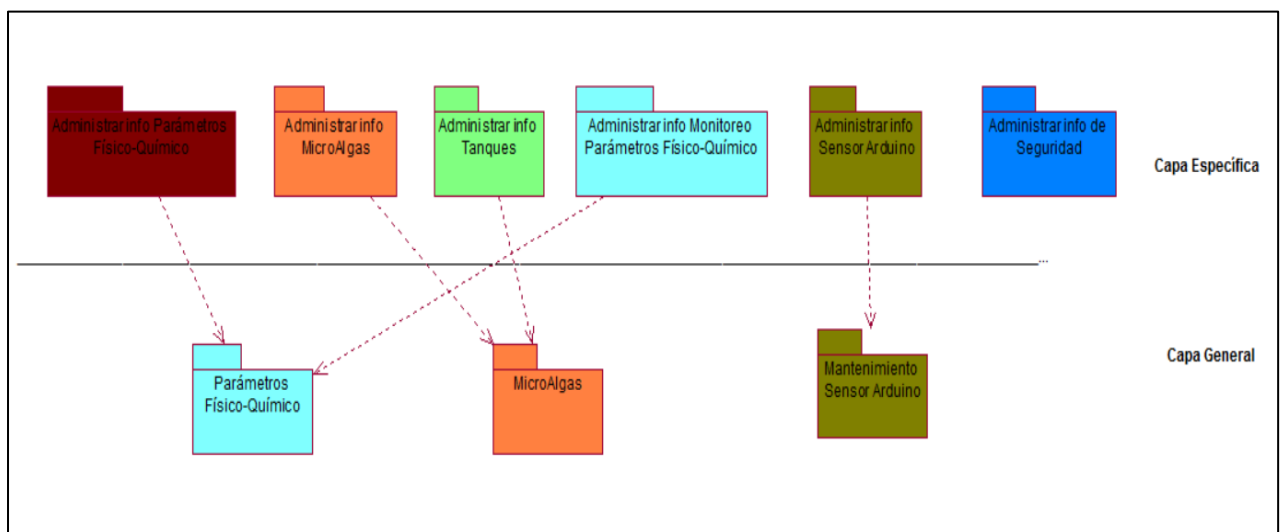 Administrar info Parámetros
Físico-Químico
Administrar info
MicroAlgas
Administrar info
Tanques
Administrar info Monitoreo
Parámetros Físico-Químico
Administrar info
Sensor Arduino
Administrar info de
Seguridad
Capa Específica
...
Parámetros
Físico-Químico
MicroAlgas
Mantenimiento
Sensor Arduino
Capa General